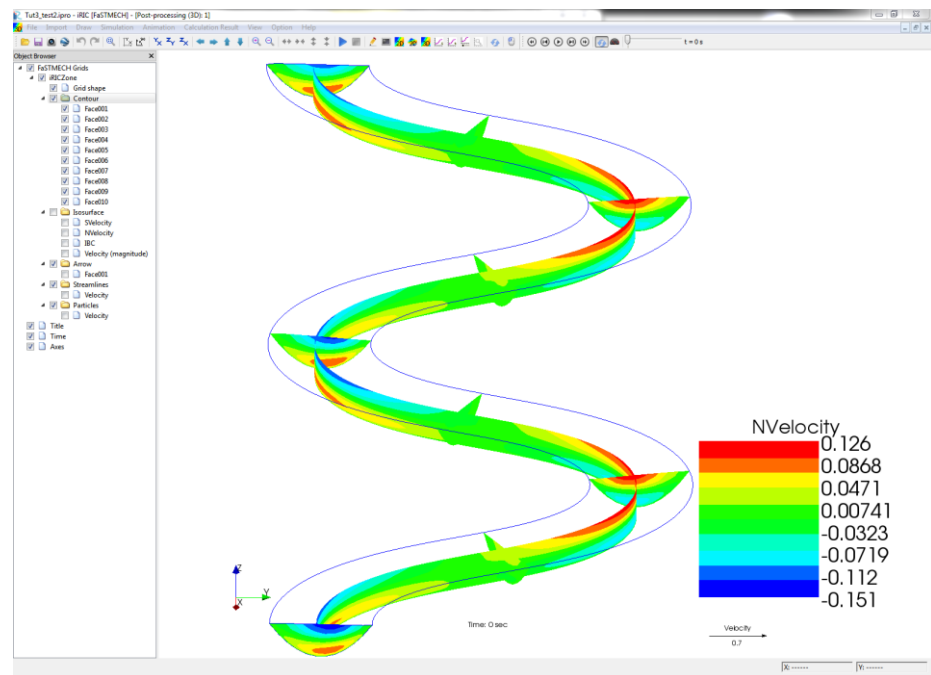 Tut3_test2.ipro - iRIC [FaSTMECH] - [Post-processing (3D): 1]
File Import Draw Simulation Animation Calculation Result View Option Help
t = 0 s
Object Browser
FaSTMECH Grids
iRICZone
Grid shape
Contour
Face001
Face002
Face003
Face004
Face005
Face006
Face007
Face008
Face009
Face010
Isosurface
SVelocity
NVelocity
IBC
Velocity (magnitude)
Arrow
Face001
Streamlines
Velocity
Particles
Velocity
Title
Time
Axes
NVelocity
0.126
0.0868
0.0471
0.00741
-0.0323
-0.0719
-0.112
-0.151
Z
Y
X
Time: 0 sec
Velocity
0.7
X: ------
Y: ------